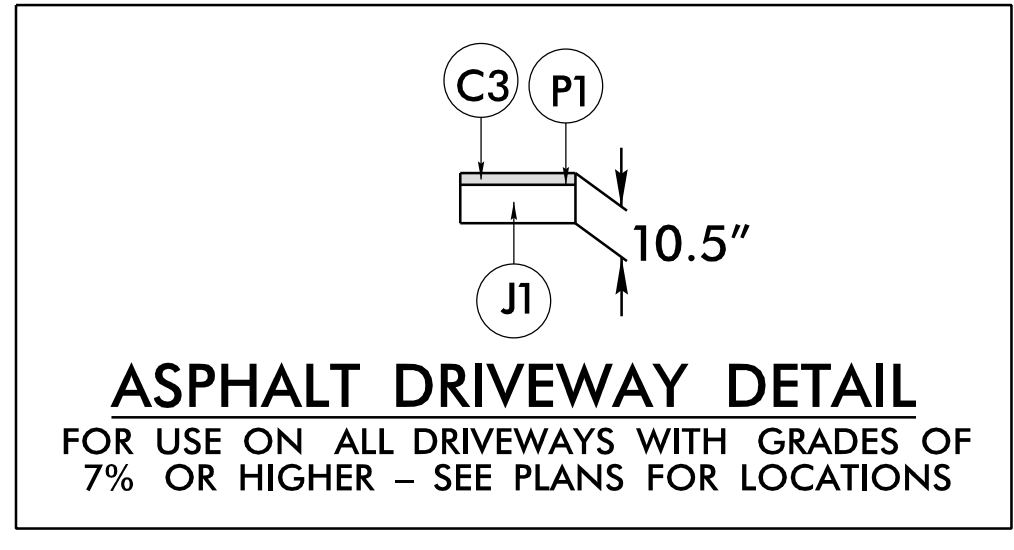 C3 P1
10.5"
J1
ASPHALT DRIVEWAY DETAIL
FOR USE ON ALL DRIVEWAYS WITH GRADES OF
7% OR HIGHER – SEE PLANS FOR LOCATIONS